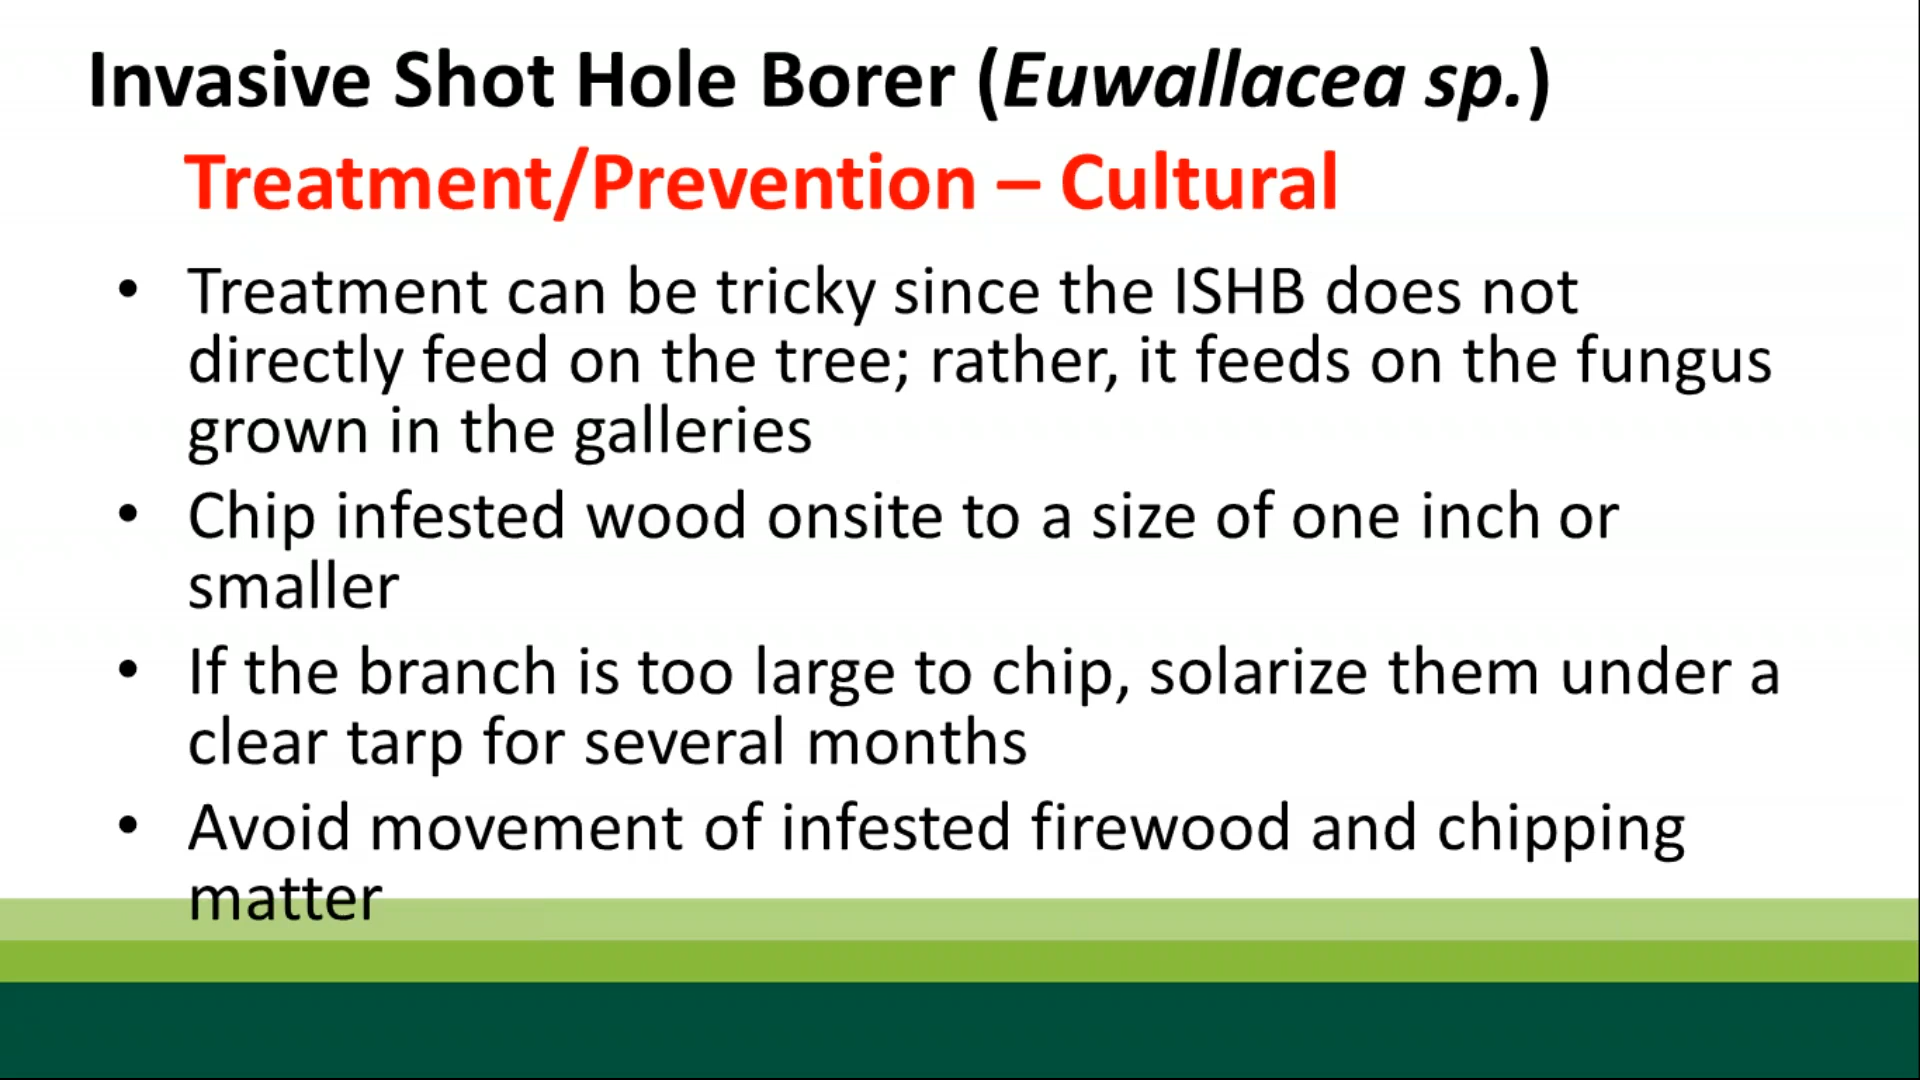 Invasive Shot Hole Borer (Euwallacea sp.)
Treatment/Prevention – Cultural
• Treatment can be tricky since the ISHB does not
directly feed on the tree; rather, it feeds on the fungus
grown in the galleries
• Chip infested wood onsite to a size of one inch or
smaller
• If the branch is too large to chip, solarize them under a
clear tarp for several months
• Avoid movement of infested firewood and chipping
matter